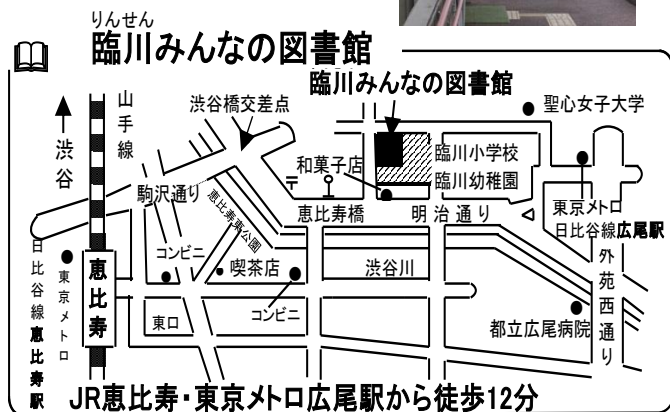 りんせん
臨川みんなの図書館
臨川みんなの図書館
聖心女子大学
渋谷橋交差点
山手線
渋谷
和菓子店
臨川小学校
臨川幼稚園
駒沢通り
〒
恵比寿橋
明治通り
東京メトロ
日比谷線広尾駅
恵比寿東公園
コンビニ
喫茶店
渋谷川
外苑西通り
日比谷線恵比寿駅
東京メトロ
恵比寿
東口
コンビニ
都立広尾病院
JR恵比寿・東京メトロ広尾駅から徒歩12分